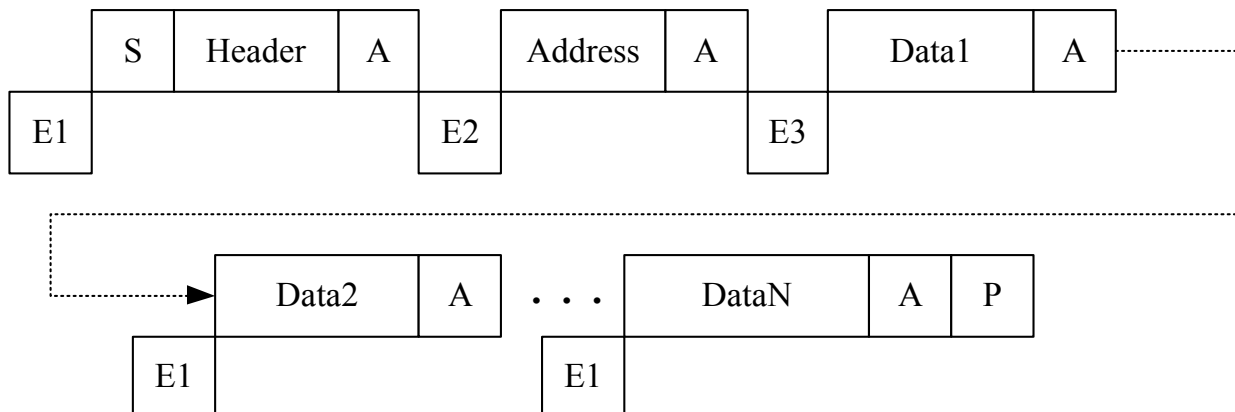 S Header A Address A Data1 A
E1 E2 E3
Data2 A . . . DataN A P
E1 E1